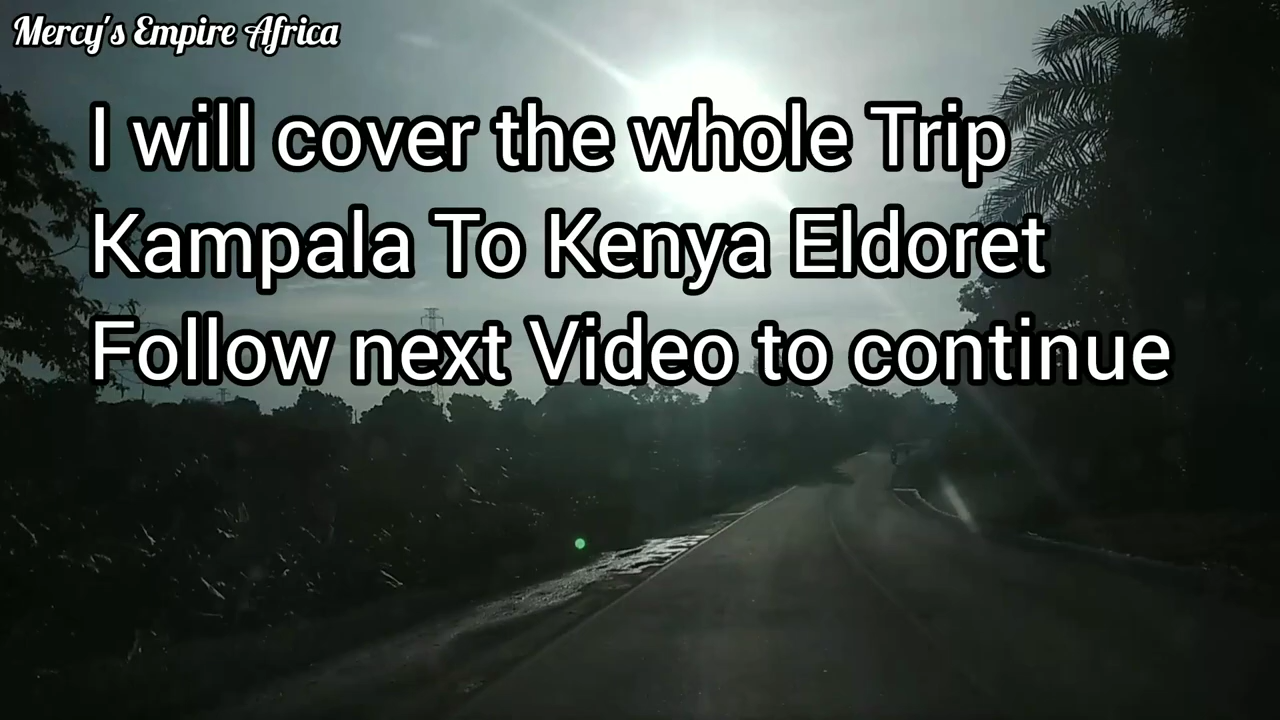 Mercy's Empire Africa
I will cover the whole Trip
Kampala To Kenya Eldoret
Follow next Video to continue